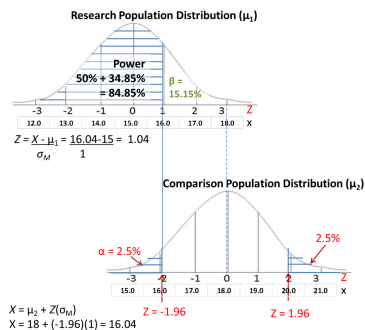 Research Population Distribution (μ1)
Power
50% + 34.85%
= 84.85%
β =
15.15%
-3 -2 -1 0 1 2 3 Z
12.0 13.0 14.0 15.0 16.0 17.0 18.0 X
Z = X - μ1 = 16.04-15 = 1.04
σM 1
Comparison Population Distribution (μ2)
α = 2.5%
2.5%
-3 -2 -1 0 1 2 3 Z
15.0 16.0 17.0 18.0 19.0 20.0 21.0 X
Z = -1.96 Z = 1.96
X = μ2 + Z(σM)
X = 18 + (-1.96)(1) = 16.04